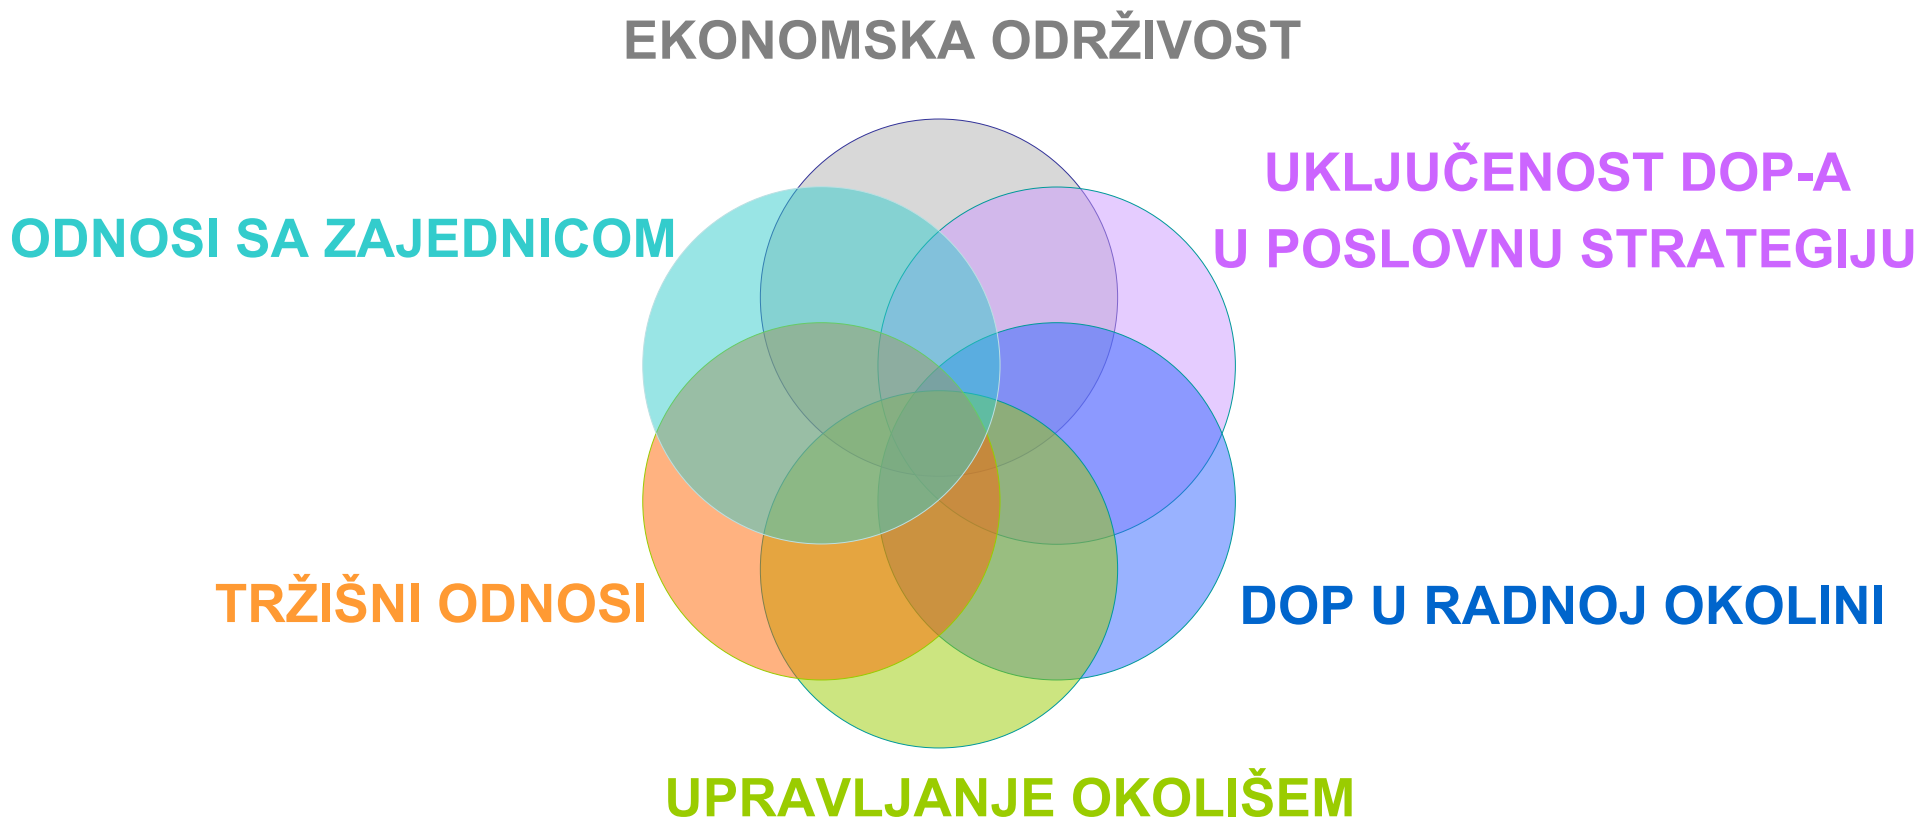 EKONOMSKA ODRŽIVOST
UKLJUČENOST DOP-A
U POSLOVNU STRATEGIJU
ODNOSI SA ZAJEDNICOM
TRŽIŠNI ODNOSI
DOP U RADNOJ OKOLINI
UPRAVLJANJE OKOLIŠEM